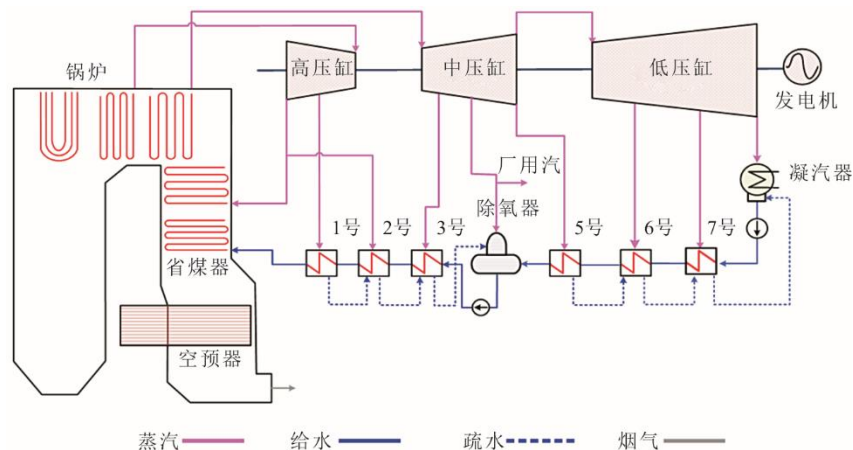 锅炉
高压缸
中压缸
低压缸
发电机
厂用汽
凝汽器
除氧器
1号
2号
3号
5号
6号
7号
省煤器
空预器
蒸汽
给水
疏水
烟气